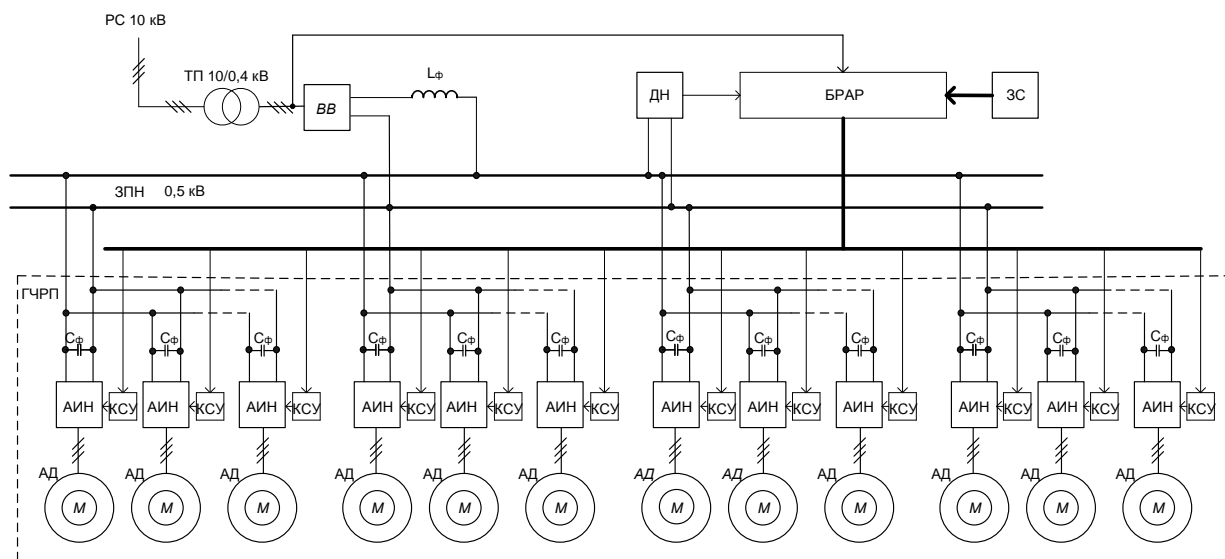 РС 10 кВ
ТП 10/0,4 кВ
Lф
ВВ
ДН
БРАР
ЗС
ЗПН 0,5 кВ
ГЧРП
Сф Сф Сф Сф Сф Сф Сф Сф Сф Сф Сф Сф
АИН КСУ АИН КСУ АИН КСУ АИН КСУ АИН КСУ АИН КСУ АИН КСУ АИН КСУ АИН КСУ АИН КСУ АИН КСУ АИН КСУ
АД АД АД АД АД АД АД АД АД АД АД АД
М М М М М М М М М М М М